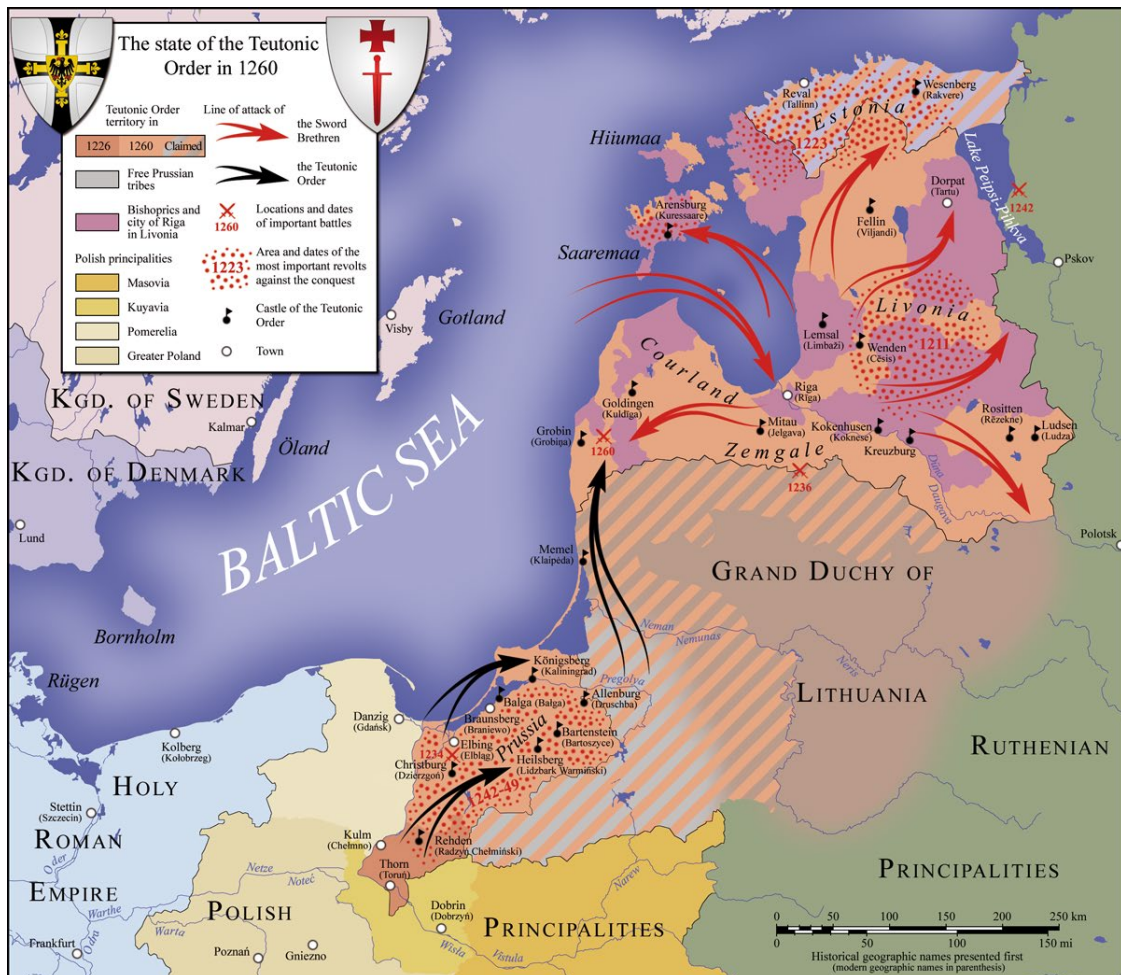 The state of the Teutonic
Order in 1260
Teutonic Order
territory in
1226
1260
Claimed
Free Prussian
tribes
Bishoprics and
city of Riga
in Livonia
Polish principalities
Masovia
Kuyavia
Pomerelia
Greater Poland
Line of attack of
the Sword
Brethren
the Teutonic
Order
1260
Locations and dates
of important battles
1223
Area and dates of the
most important revolts
against the conquest
Castle of the Teutonic
Order
Town
Reval
(Tallinn)
Wesenberg
(Rakvere)
Estonia
1223
Hiiumaa
Lake Peipsi-Pihkva
Dorpat
(Tartu)
1242
Arensburg
(Kuressaare)
Fellin
(Viljandi)
Saaremaa
Pskov
Visby
Gotland
Livonia
Lemsal
(Limbaži)
Wenden
(Cēsis)
1211
Courland
KGD. OF SWEDEN
Kalmar
Öland
Goldingen
(Kuldīga)
Riga
(Rīga)
Rositten
(Rēzekne)
Ludsen
(Ludza)
Grobin
(Grobiņa)
1260
Mitau
(Jelgava)
Kokenhusen
(Koknese)
Kreuzburg
Zemgale
1236
Düna
Daugava
KGD. OF DENMARK
Lund
BALTIC SEA
Polotsk
Memel
(Klaipėda)
GRAND DUCHY OF
LITHUANIA
Bornholm
Neman
Nemunas
Neris
Rügen
Königsberg
(Kaliningrad)
Pregolya
Balga (Bałga)
Allenburg
(Druschba)
Danzig
(Gdańsk)
Braunsberg
(Braniewo)
Prussia
Bartenstein
(Bartoszyce)
Kolberg
(Kołobrzeg)
1234
Elbing
(Elbląg)
Heilsberg
(Lidzbark Warmiński)
Christburg
(Dzierzgoń)
1242-49
RUTHENIAN
PRINCIPALITIES
HOLY
ROMAN
EMPIRE
Stettin
(Szczecin)
Oder
Odra
Kulm
(Chełmno)
Rehden
(Radzyń Chełmiński)
Thorn
(Toruń)
Netze
Noteć
Warthe
Warta
POLISH
PRINCIPALITIES
Dobrin
(Dobrzyń)
Narew
Wisła
Vistula
Frankfurt
Poznań
Gniezno
0 50 100 150 200 250 km
0 50 100 150 mi
Historical geographic names presented first
(modern geographic names in parenthesis)